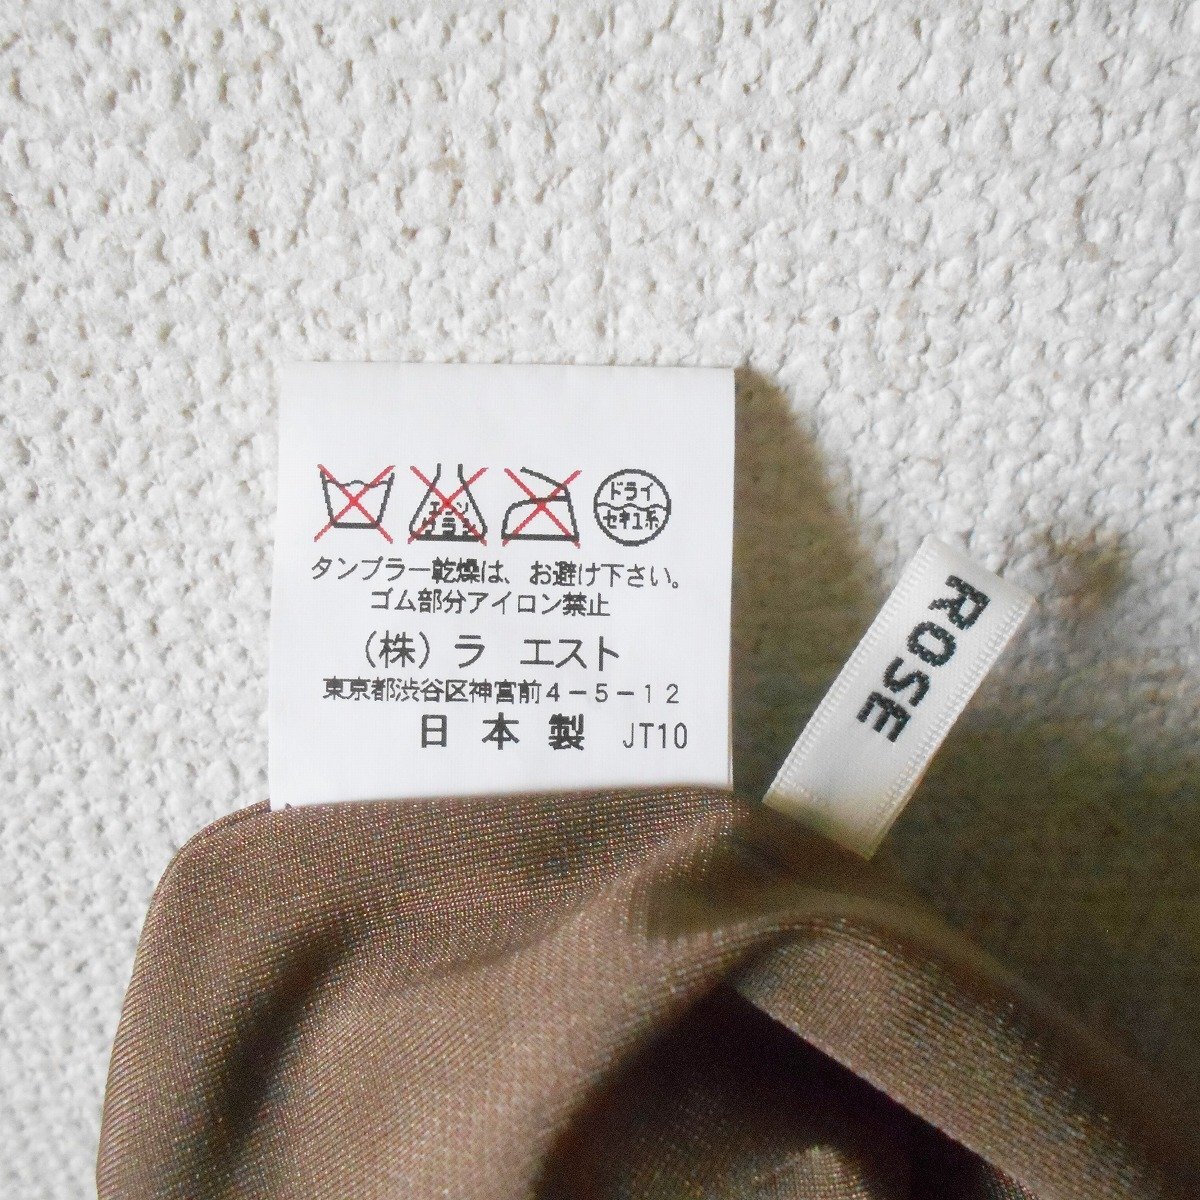 エンソ
サラシ
ドライ
セキユ系
タンブラー乾燥は、お避け下さい。
ゴム部分アイロン禁止
（株）ラ エスト
東京都渋谷区神宮前4-5-12
日本製 JT10
ROSE